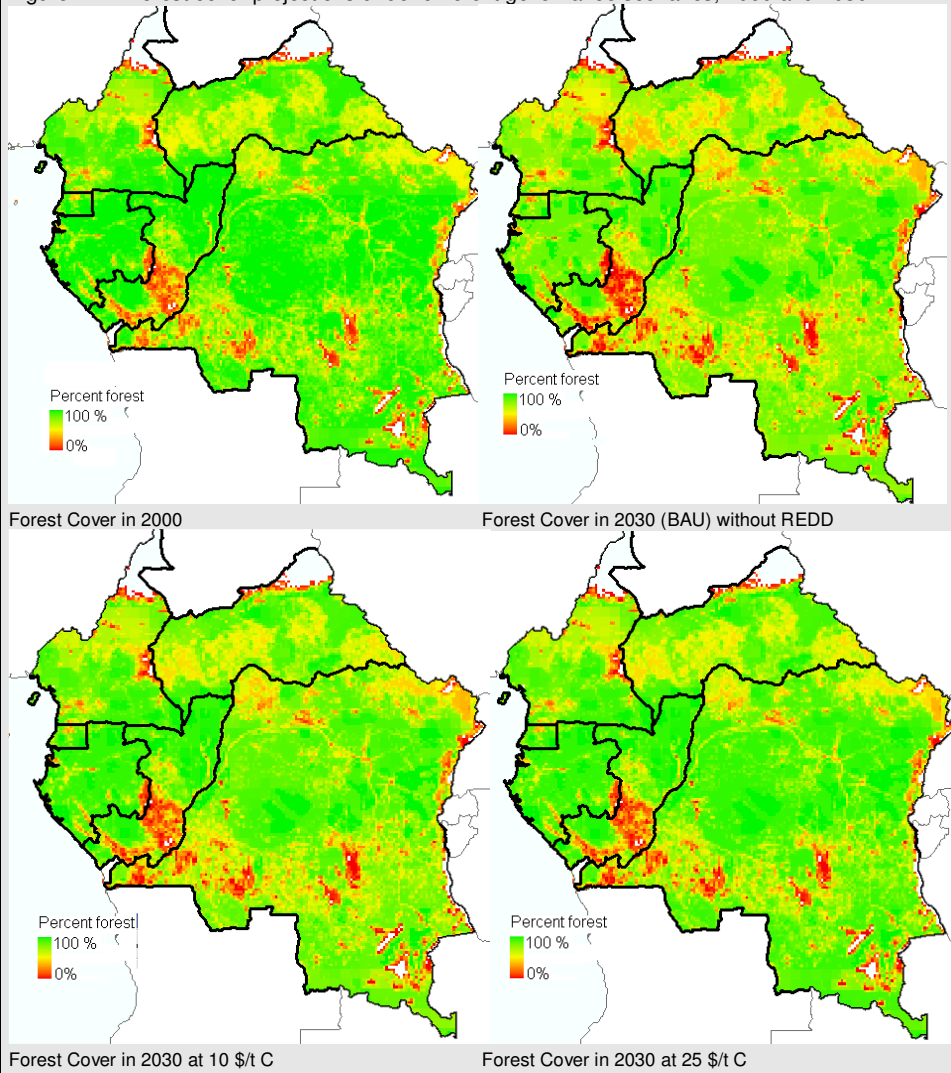 Percent forest
100 %
0%
Percent forest
100 %
0%
Forest Cover in 2000
Forest Cover in 2030 (BAU) without REDD
Percent forest
100 %
0%
Percent forest
100 %
0%
Forest Cover in 2030 at 10 $/t C
Forest Cover in 2030 at 25 $/t C